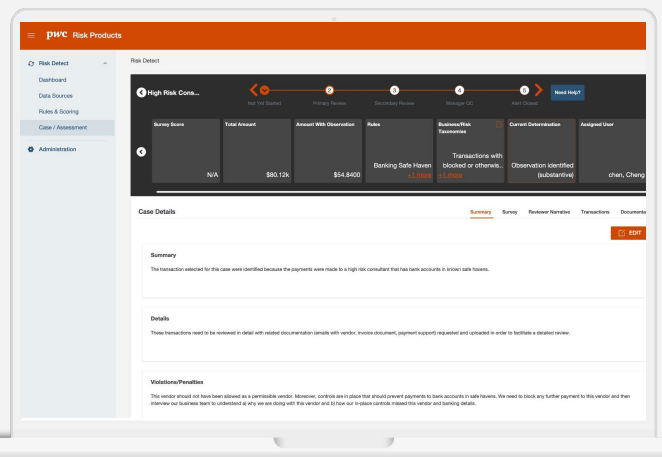 pwc Risk Products
Risk Detect
Dashboard
Data Sources
Rules & Scoring
Case / Assessment
Administration
Risk Detect
High Risk Cons...
2
3
4
5
Need Help?
Not Yet Started
Primary Review
Secondary Review
Manager QC
Alert Closed
Survey Score
N/A
Total Amount
$80.12k
Amount With Observation
$54.8400
Rules
Banking Safe Haven
+1 more
Business/Risk
Taxonomies
Transactions with
blocked or otherwis...
+1 more
Current Determination
Observation identified
(substantive)
Assigned User
chen, Cheng
Case Details
Summary
Survey
Reviewer Narrative
Transactions
Documenta
EDIT
Summary
The transaction selected for this case were identified because the payments were made to a high risk consultant that has bank accounts in known safe havens.
Details
These transactions need to be reviewed in detail with related documentation (emails with vendor, invoice document, payment support) requested and uploaded in order to facilitate a detailed review.
Violations/Penalties
This vendor should not have been allowed as a permissible vendor. Moreover, controls are in place that should prevent payments to bank accounts in safe havens. We need to block any further payment to this vendor and then
interview our business team to understand a) why we are doing with this vendor and b) how our in-place controls missed this vendor and banking details.